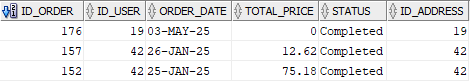 ID_ORDER ID_USER ORDER_DATE TOTAL_PRICE STATUS ID_ADDRESS
176 19 03-MAY-25 0 Completed 19
157 42 26-JAN-25 12.62 Completed 42
152 42 25-JAN-25 75.18 Completed 42